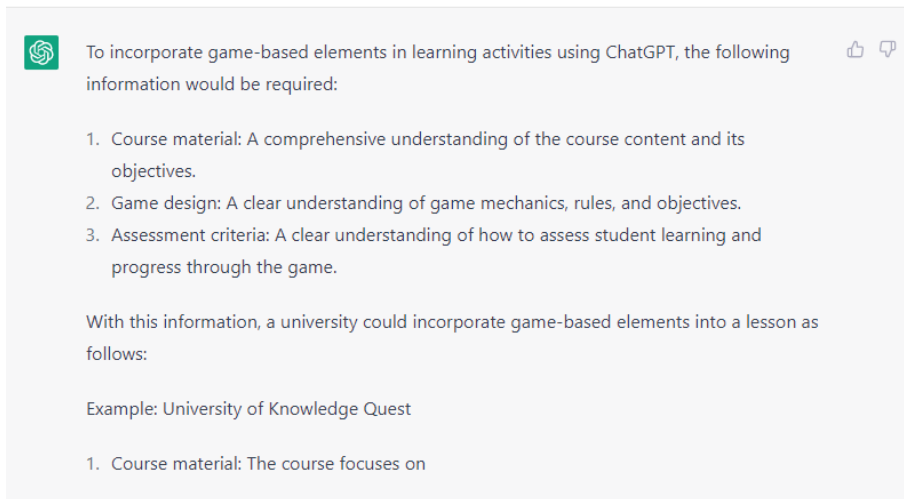 To incorporate game-based elements in learning activities using ChatGPT, the following
information would be required:
1. Course material: A comprehensive understanding of the course content and its
objectives.
2. Game design: A clear understanding of game mechanics, rules, and objectives.
3. Assessment criteria: A clear understanding of how to assess student learning and
progress through the game.
With this information, a university could incorporate game-based elements into a lesson as
follows:
Example: University of Knowledge Quest
1. Course material: The course focuses on